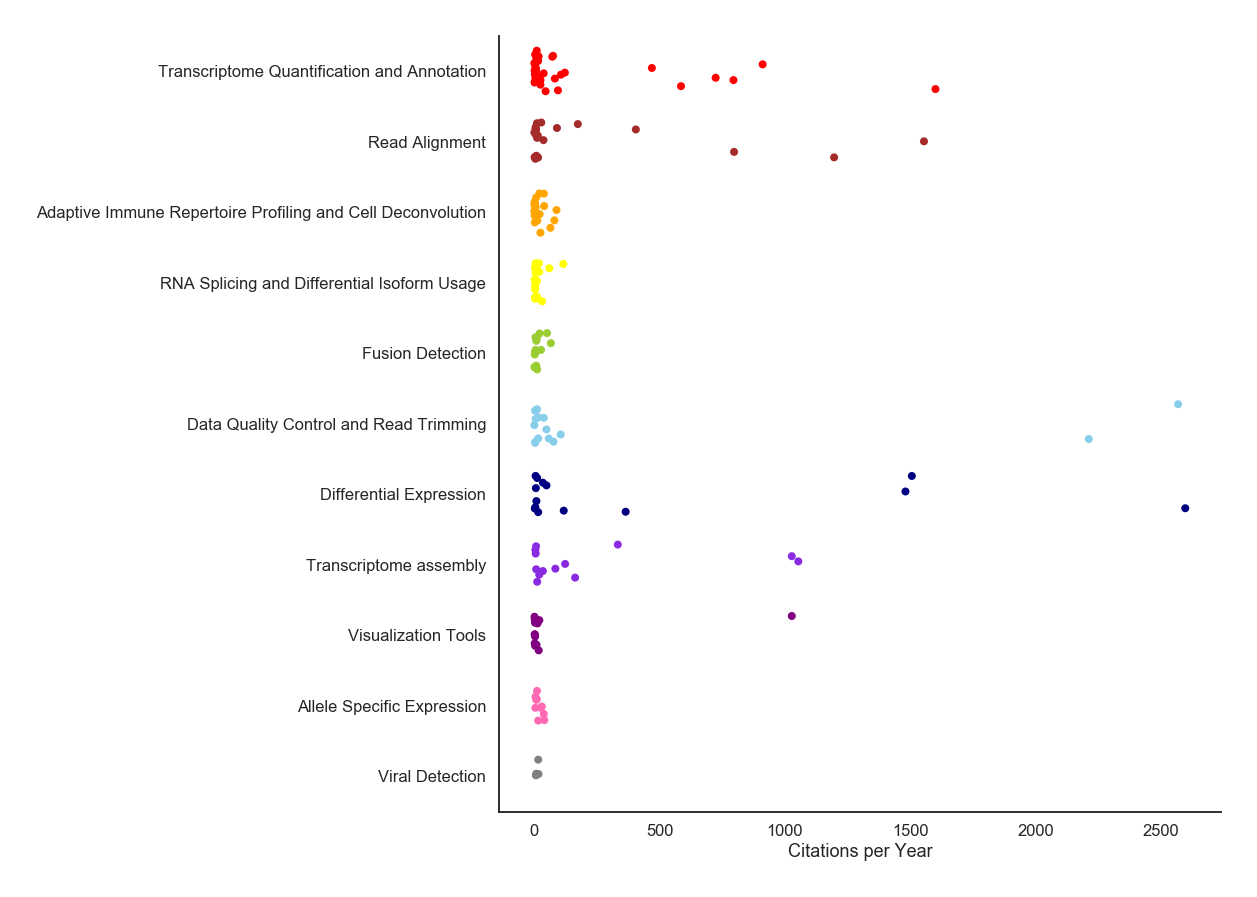 Transcriptome Quantification and Annotation
Read Alignment
Adaptive Immune Repertoire Profiling and Cell Deconvolution
RNA Splicing and Differential Isoform Usage
Fusion Detection
Data Quality Control and Read Trimming
Differential Expression
Transcriptome assembly
Visualization Tools
Allele Specific Expression
Viral Detection
0 500 1000 1500 2000 2500
Citations per Year